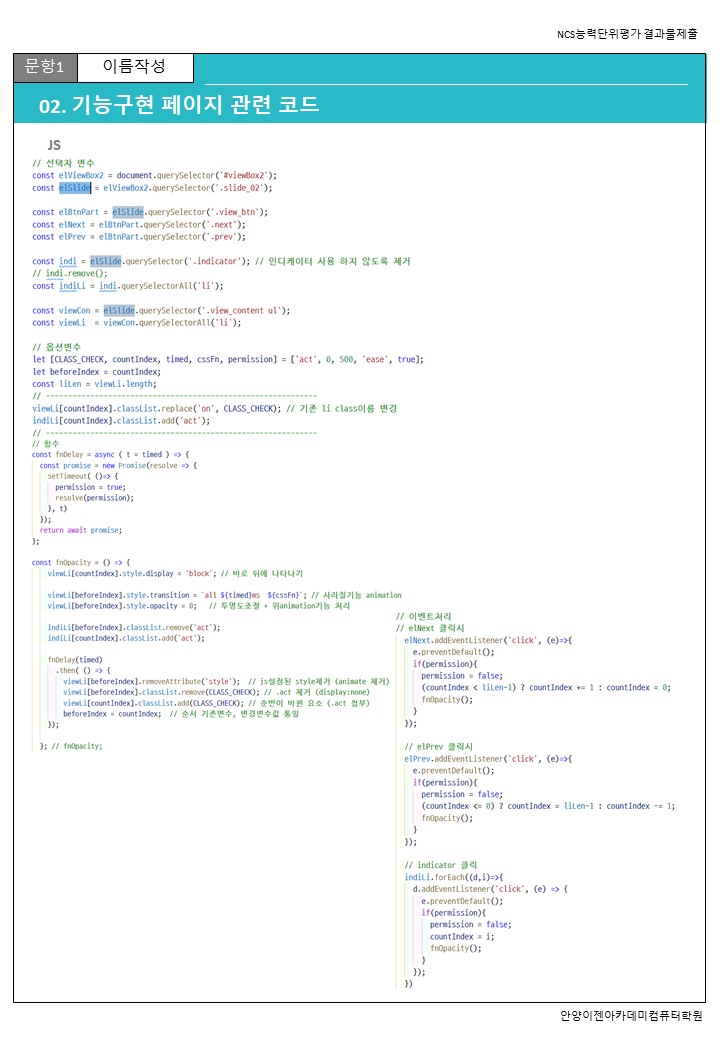 NCS능력단위평가 결과물제출
문항1 이름작성
02. 기능구현 페이지 관련 코드
JS
// 선택자 변수
const elViewBox2 = document.querySelector('#viewBox2');
const elSlide = elViewBox2.querySelector('.slide_02');
const elBtnPart = elSlide.querySelector('.view_btn');
const elNext = elBtnPart.querySelector('.next');
const elPrev = elBtnPart.querySelector('.prev');
const indi = elSlide.querySelector('.indicator'); // 인디케이터 사용 하지 않도록 제거
// indi.remove();
const indiLi = indi.querySelectorAll('li');
const viewCon = elSlide.querySelector('.view_content ul');
const viewLi  = viewCon.querySelectorAll('li');
// 옵션변수
let [CLASS_CHECK, countIndex, timed, cssFn, permission] = ['act', 0, 500, 'ease', true];
let beforeIndex = countIndex;
const liLen = viewLi.length;
// ------------------------------------------------------------
viewLi[countIndex].classList.replace('on', CLASS_CHECK); // 기존 li class이름 변경
indiLi[countIndex].classList.add('act');
// ------------------------------------------------------------
// 함수
const fnDelay = async ( t = timed ) => {
const promise = new Promise(resolve => {
setTimeout( ()=> {
permission = true;
resolve(permission);
}, t)
});
return await promise;
};
const fnOpacity = () => {
viewLi[countIndex].style.display = 'block'; // 바로 뒤에 나타나기
viewLi[beforeIndex].style.transition = `all ${timed}ms  ${cssFn}`; // 사라질기능 animation
viewLi[beforeIndex].style.opacity = 0;   // 투명도조절 + 위animation기능 처리
indiLi[beforeIndex].classList.remove('act');
indiLi[countIndex].classList.add('act');
fnDelay(timed)
.then( () => {
viewLi[beforeIndex].removeAttribute('style');  // js설정된 style제거 (animate 제거)
viewLi[beforeIndex].classList.remove(CLASS_CHECK); // .act 제거 (display:none)
viewLi[countIndex].classList.add(CLASS_CHECK); // 순번이 바뀐 요소 (.act 첨부)
beforeIndex = countIndex;  // 순서 기존변수, 변경변수값 통일
});
}; // fnOpacity;
// 이벤트처리
// elNext 클릭시
elNext.addEventListener('click', (e)=>{
e.preventDefault();
if(permission){
permission = false;
(countIndex < liLen-1) ? countIndex += 1 : countIndex = 0;
fnOpacity();
}
});
// elPrev 클릭시
elPrev.addEventListener('click', (e)=>{
e.preventDefault();
if(permission){
permission = false;
(countIndex <= 0) ? countIndex = liLen-1 : countIndex -= 1;
fnOpacity();
}
});
// indicator 클릭
indiLi.forEach((d,i)=>{
d.addEventListener('click', (e) => {
e.preventDefault();
if(permission){
permission = false;
countIndex = i;
fnOpacity();
}
});
})
안양이젠아카데미컴퓨터학원